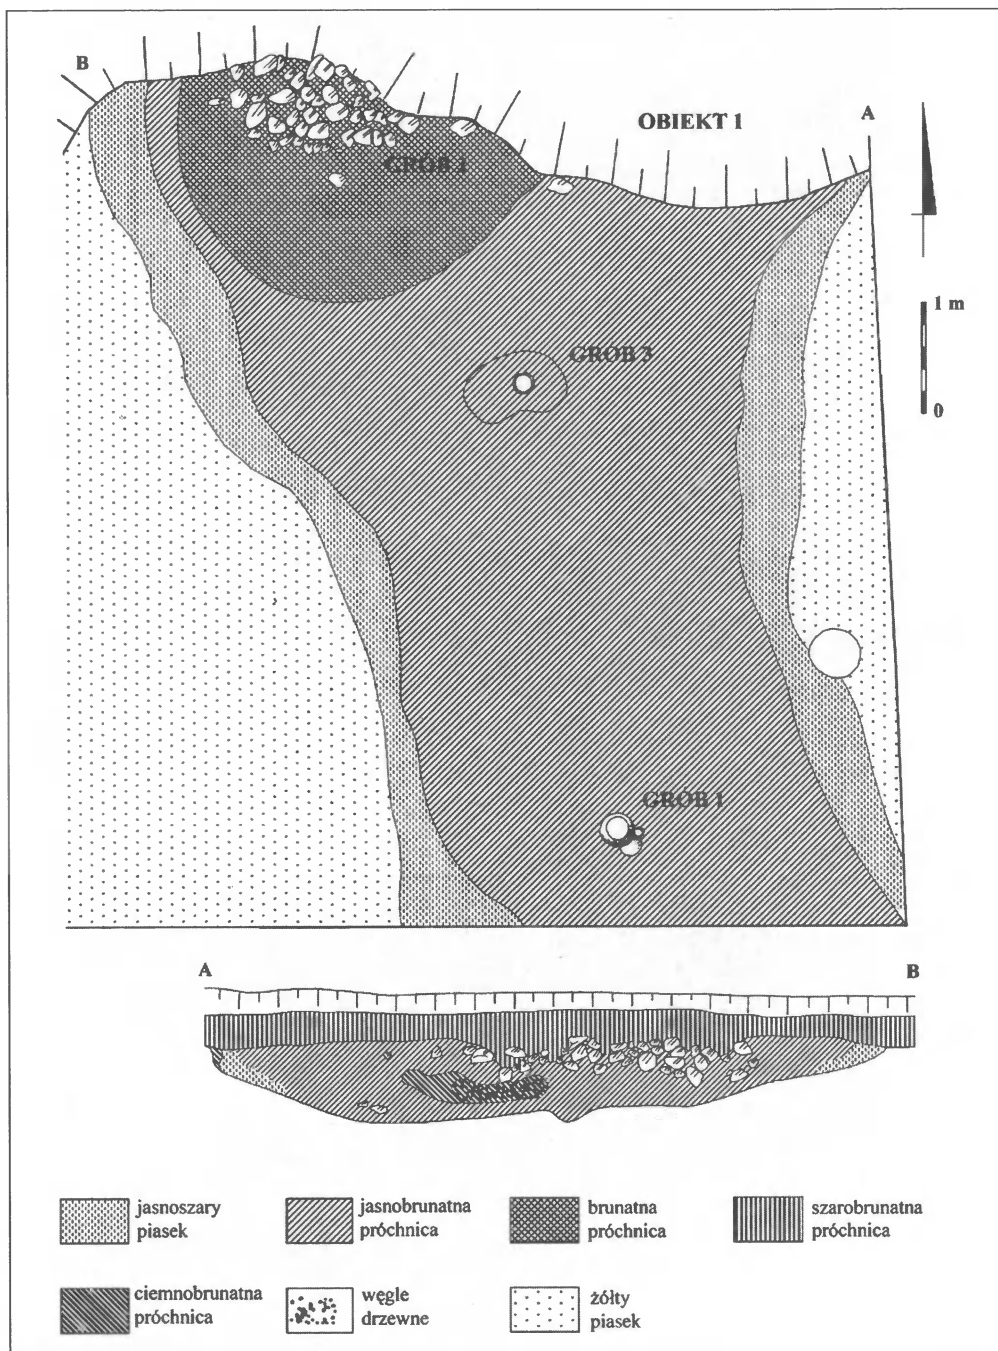 B
OBIEKT 1
A
GRÓB 2
1 m
GRÓB 3
0
GRÓB 1
A
B
jasnoszary
piasek
jasnobrunatna
próchnica
brunatna
próchnica
szarobrunatna
próchnica
ciemnobrunatna
próchnica
węgle
drzewne
żółty
piasek